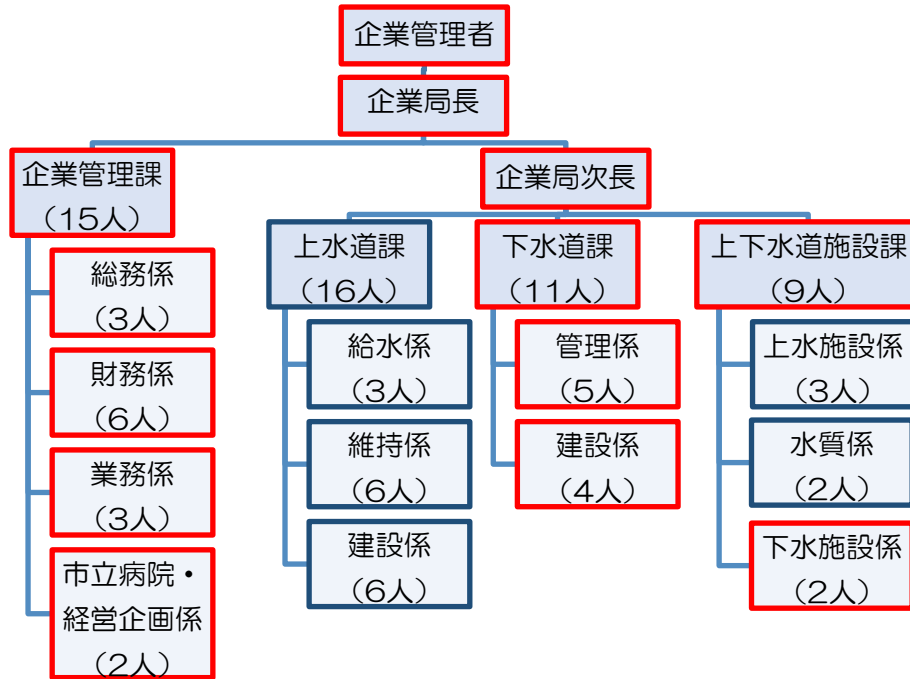 企業管理者
企業局長
企業管理課
（15人）
総務係
（3人）
財務係
（6人）
業務係
（3人）
市立病院・
経営企画係
（2人）
企業局次長
上水道課
（16人）
給水係
（3人）
維持係
（6人）
建設係
（6人）
下水道課
（11人）
管理係
（5人）
建設係
（4人）
上下水道施設課
（9人）
上水施設係
（3人）
水質係
（2人）
下水施設係
（2人）